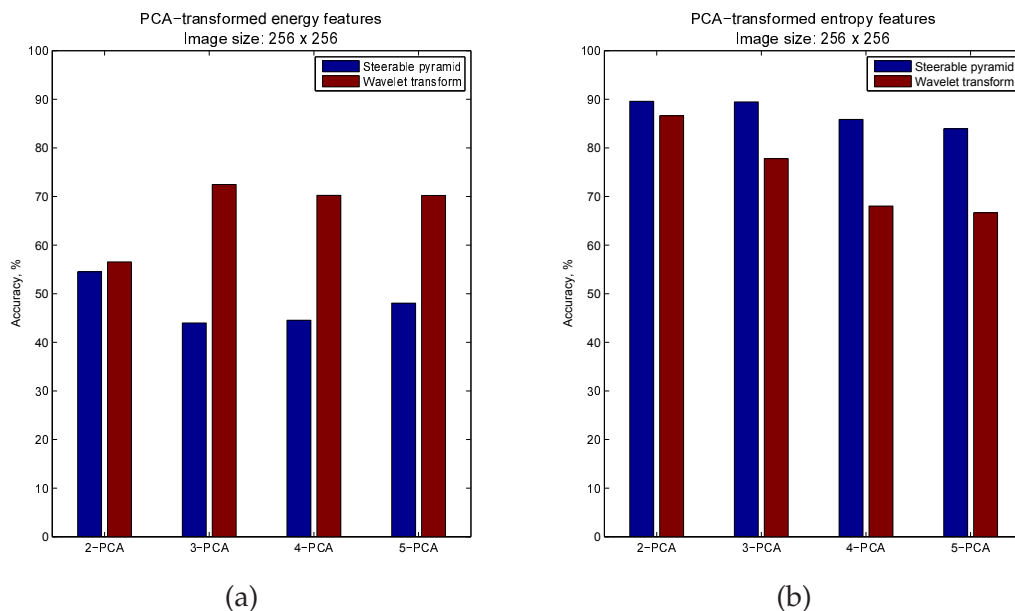 PCA−transformed energy features
Image size: 256 x 256
100
90
80
70
60
50
40
30
20
10
0
Accuracy, %
Steerable pyramid
Wavelet transform
2−PCA 3−PCA 4−PCA 5−PCA
(a)
PCA−transformed entropy features
Image size: 256 x 256
100
90
80
70
60
50
40
30
20
10
0
Accuracy, %
Steerable pyramid
Wavelet transform
2−PCA 3−PCA 4−PCA 5−PCA
(b)